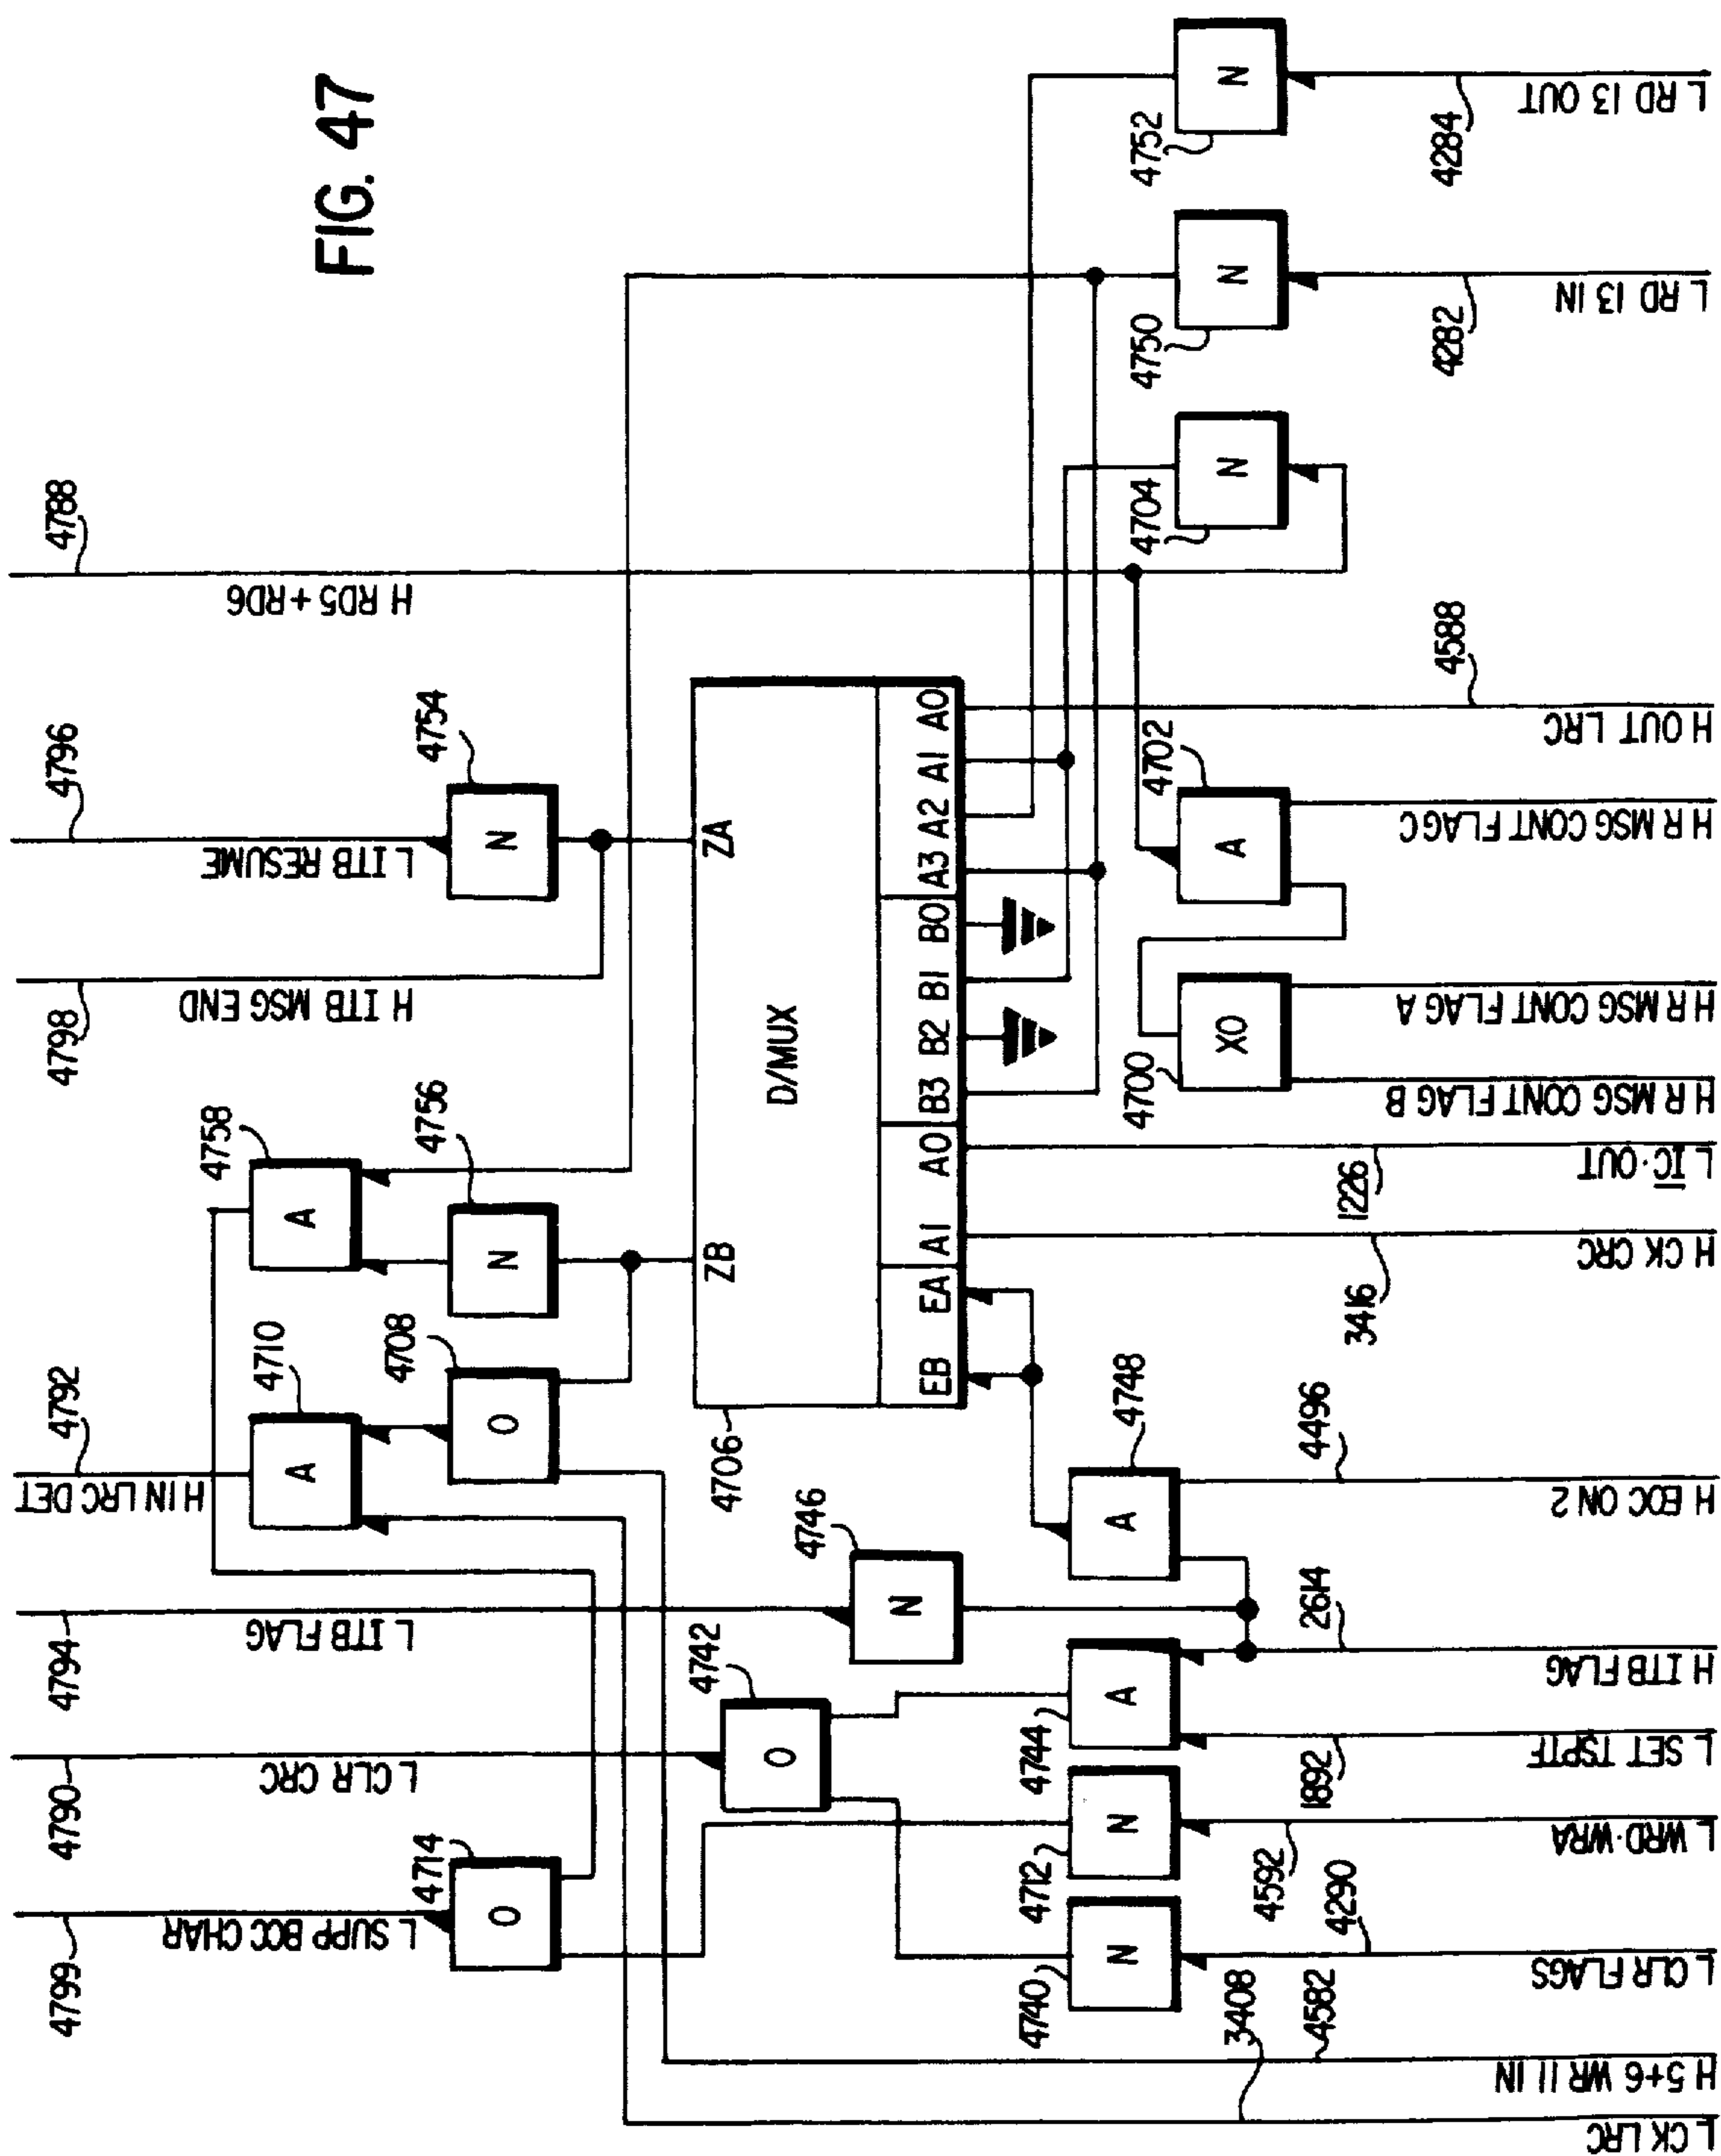 FIG. 47
4788
H RD5+RD6
4796
L ITB RESUME
4754
N
4798
H ITB MSG END
4758
A
4756
N
4792
H IN LRC DET
4710
A
4708
O
4794
L ITB FLAG
4746
N
4790
L CLR CRC
4742
O
4799
L SUPP BCC CHAR
4714
O
4706
D/MUX
ZA
ZB
A0
A1
A2
A3
B0
B1
B2
B3
A0
A1
EA
EB
4752
N
4284
L RD 13 OUT
4750
N
4282
L RD 13 IN
4704
N
4588
H OUT LRC
4702
A
H R MSG CONT FLAG C
4700
XO
H R MSG CONT FLAG A
H R MSG CONT FLAG B
1226
L I̅C̅·OUT
3416
H CK CRC
4748
A
4496
H EOC ON 2
2614
H ITB FLAG
4744
A
1892
L SET TSPTF
4712
N
4592
L WRD·WRA
4740
N
4290
L CLR FLAGS
4582
H 5+6 WR 11 IN
3408
L CK LRC